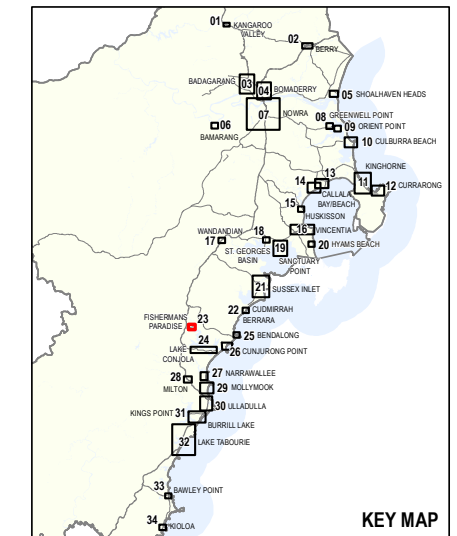 01
KANGAROO
VALLEY
02
BERRY
BADAGARANG
03
04
BOMADERRY
05 SHOALHAVEN HEADS
07
NOWRA
06
BAMARANG
08 GREENWELL POINT
09 ORIENT POINT
10 CULBURRA BEACH
KINGHORNE
11
12 CURRARONG
13
14
CALLALA
BAY/BEACH
15
HUSKISSON
16 VINCENTIA
WANDANDIAN
17
18
ST. GEORGES
BASIN
19
20 HYAMS BEACH
SANCTUARY
POINT
21
SUSSEX INLET
22 CUDMIRRAH
BERRARA
FISHERMANS
PARADISE
23
24
LAKE
CONJOLA
25 BENDALONG
26 CUNJURONG POINT
27 NARRAWALLEE
28
MILTON
29 MOLLYMOOK
30 ULLADULLA
KINGS POINT 31
BURRILL LAKE
32 LAKE TABOURIE
33 BAWLEY POINT
34 KIOLOA
KEY MAP